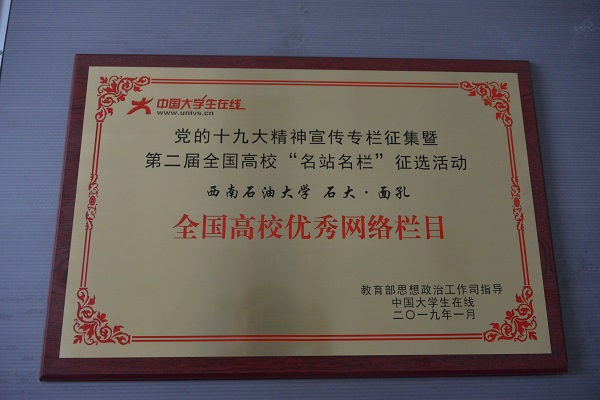 中国大学生在线
www.univs.cn
党的十九大精神宣传专栏征集暨
第二届全国高校“名站名栏”征选活动
西南石油大学 石大·面孔
全国高校优秀网络栏目
教育部思想政治工作司指导
中国大学生在线
二〇一九年一月